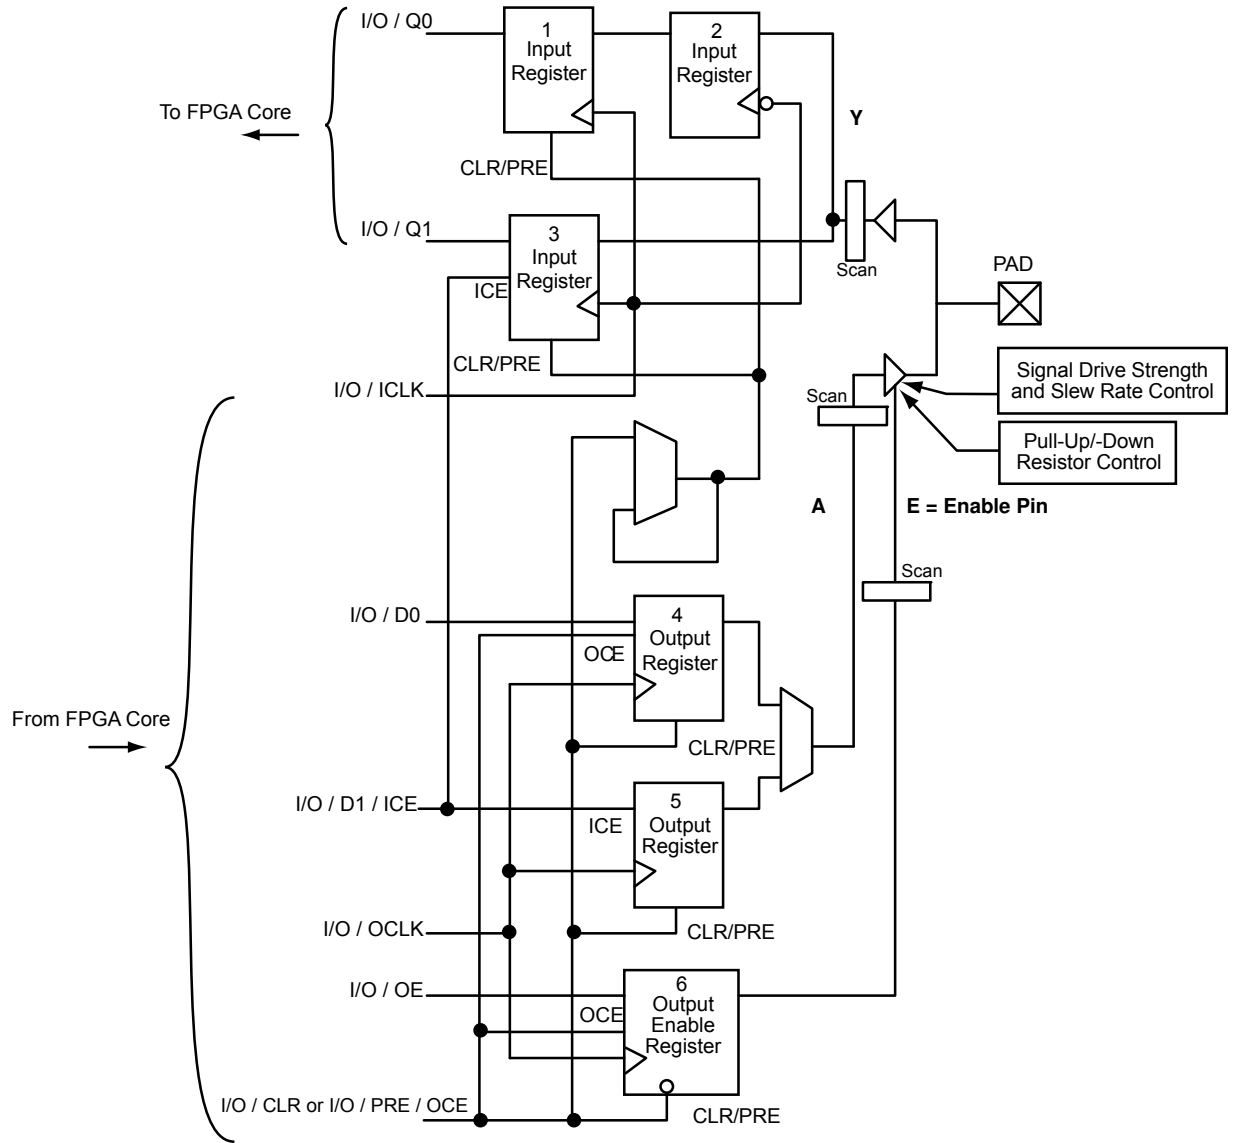 I/O / Q0
1
Input
Register
2
Input
Register
To FPGA Core
Y
CLR/PRE
I/O / Q1
3
Input
Register
ICE
Scan
PAD
CLR/PRE
I/O / ICLK
Signal Drive Strength
and Slew Rate Control
Scan
Pull-Up/-Down
Resistor Control
A
E = Enable Pin
Scan
I/O / D0
4
Output
Register
OCE
From FPGA Core
CLR/PRE
I/O / D1 / ICE
5
Output
Register
ICE
I/O / OCLK
CLR/PRE
I/O / OE
6
Output
Enable
Register
OCE
I/O / CLR or I/O / PRE / OCE
CLR/PRE